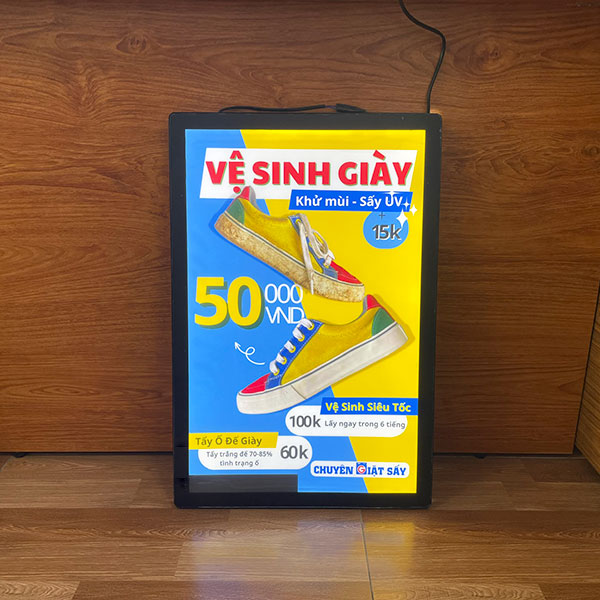 VỆ SINH GIÀY
Khử mùi - Sấy UV
+
15k
50 000
VND
Vệ Sinh Siêu Tốc
100k Lấy ngay trong 6 tiếng
Tẩy Ố Đế Giày
Tẩy trắng đế 70-85%
tình trạng ố
60k
CHUYÊN GIẶT SẤY